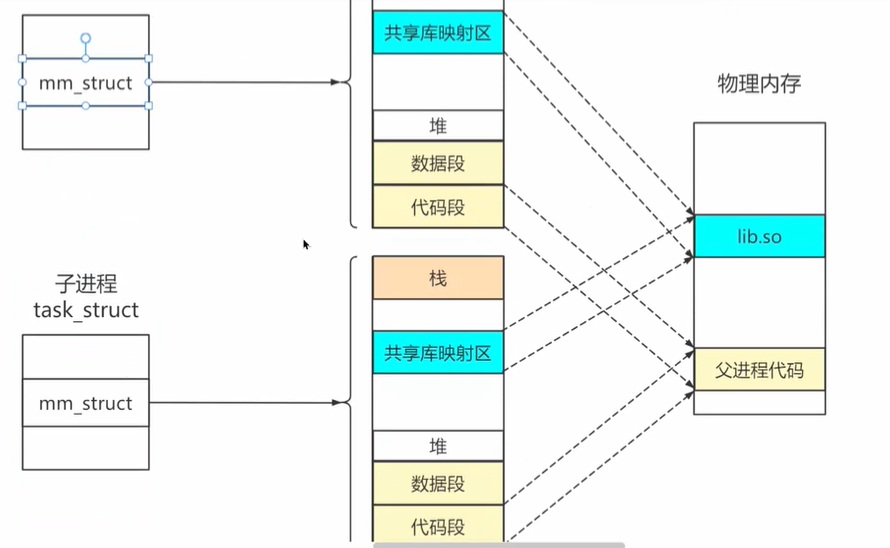 共享库映射区
mm_struct
物理内存
堆
数据段
代码段
lib.so
子进程
task_struct
栈
共享库映射区
父进程代码
mm_struct
堆
数据段
代码段